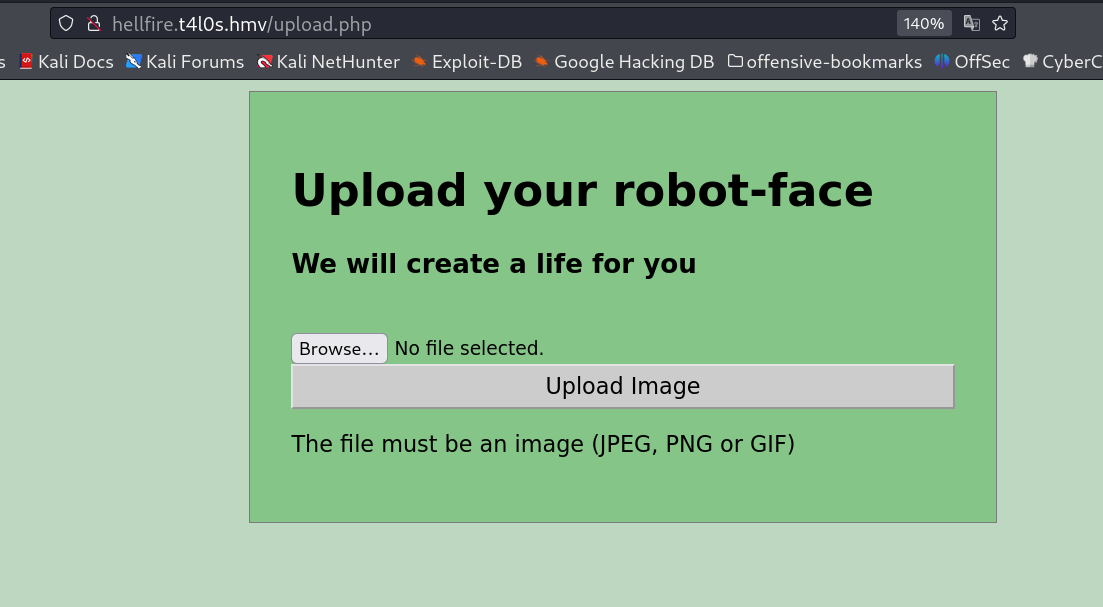 hellfire.t4l0s.hmv/upload.php 140%
s Kali Docs Kali Forums Kali NetHunter Exploit-DB Google Hacking DB offensive-bookmarks OffSec CyberC
Upload your robot-face
We will create a life for you
Browse... No file selected.
Upload Image
The file must be an image (JPEG, PNG or GIF)